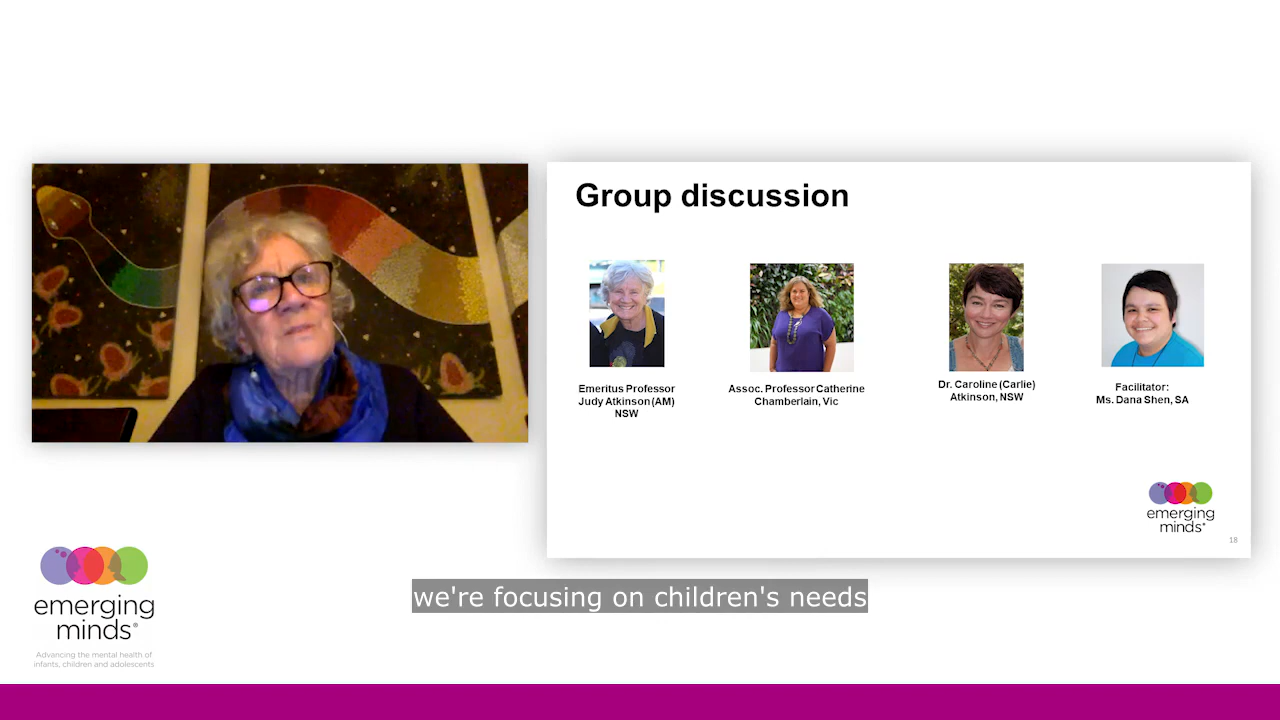 Group discussion
Emeritus Professor
Judy Atkinson (AM)
NSW
Assoc. Professor Catherine
Chamberlain, Vic
Dr. Caroline (Carlie)
Atkinson, NSW
Facilitator:
Ms. Dana Shen, SA
emerging
minds®
18
we're focusing on children's needs
emerging
minds®
Advancing the mental health of
infants, children and adolescents